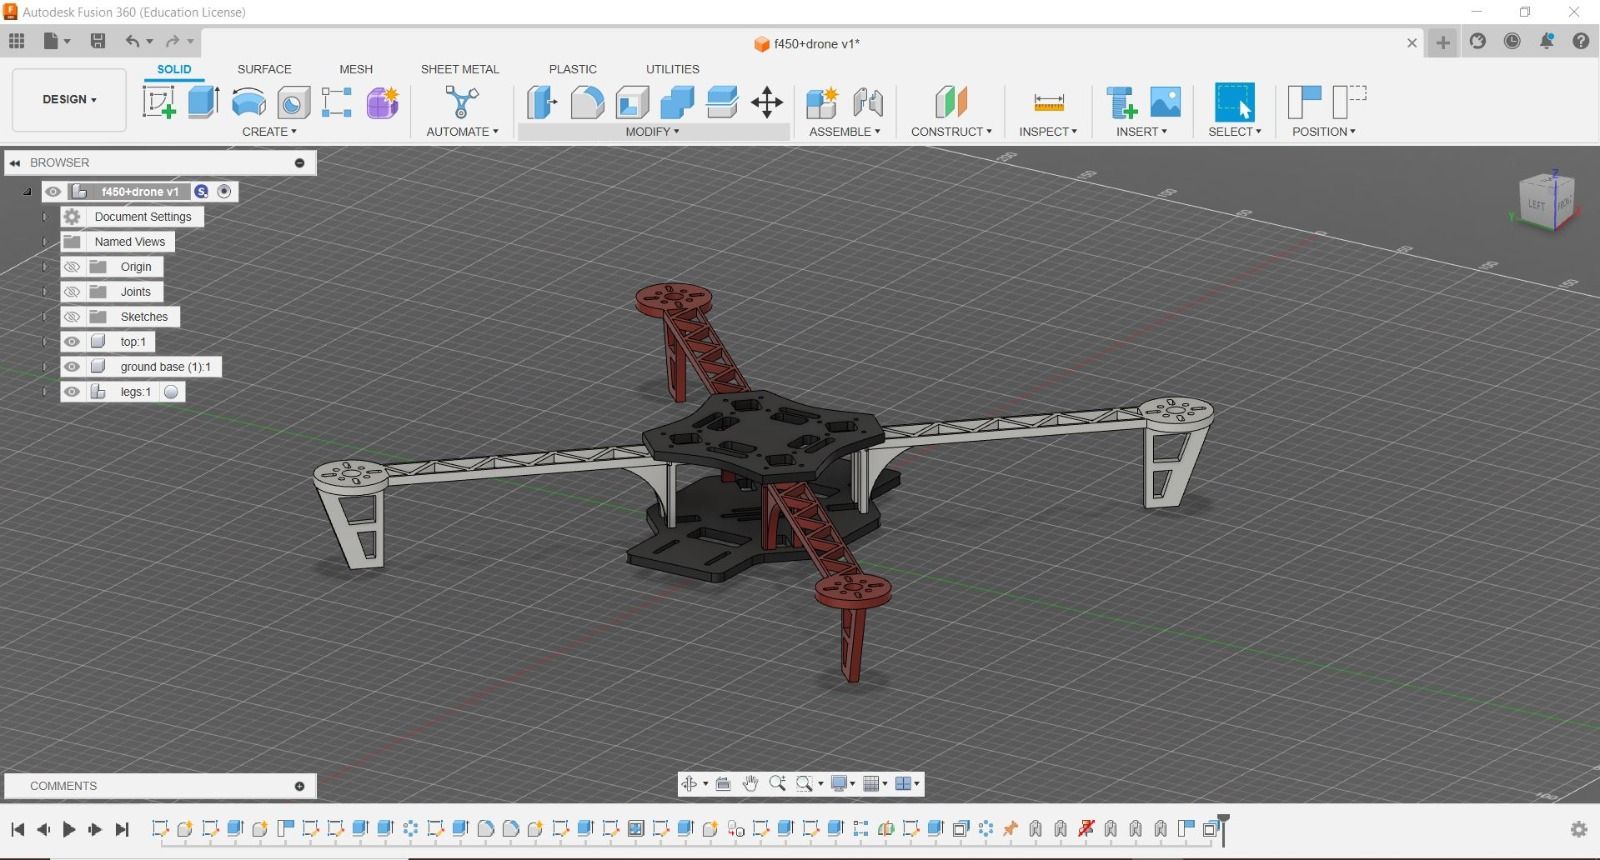 Autodesk Fusion 360 (Education License)
f450+drone v1*
SOLID SURFACE MESH SHEET METAL PLASTIC UTILITIES
DESIGN
CREATE AUTOMATE MODIFY ASSEMBLE CONSTRUCT INSPECT INSERT SELECT POSITION
BROWSER
f450+drone v1
Document Settings
Named Views
Origin
Joints
Sketches
top:1
ground base (1):1
legs:1
Z
LEFT
Y
COMMENTS